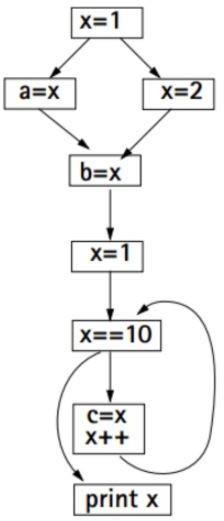 x=1
a=x
x=2
b=x
x=1
x==10
c=x
x++
print x